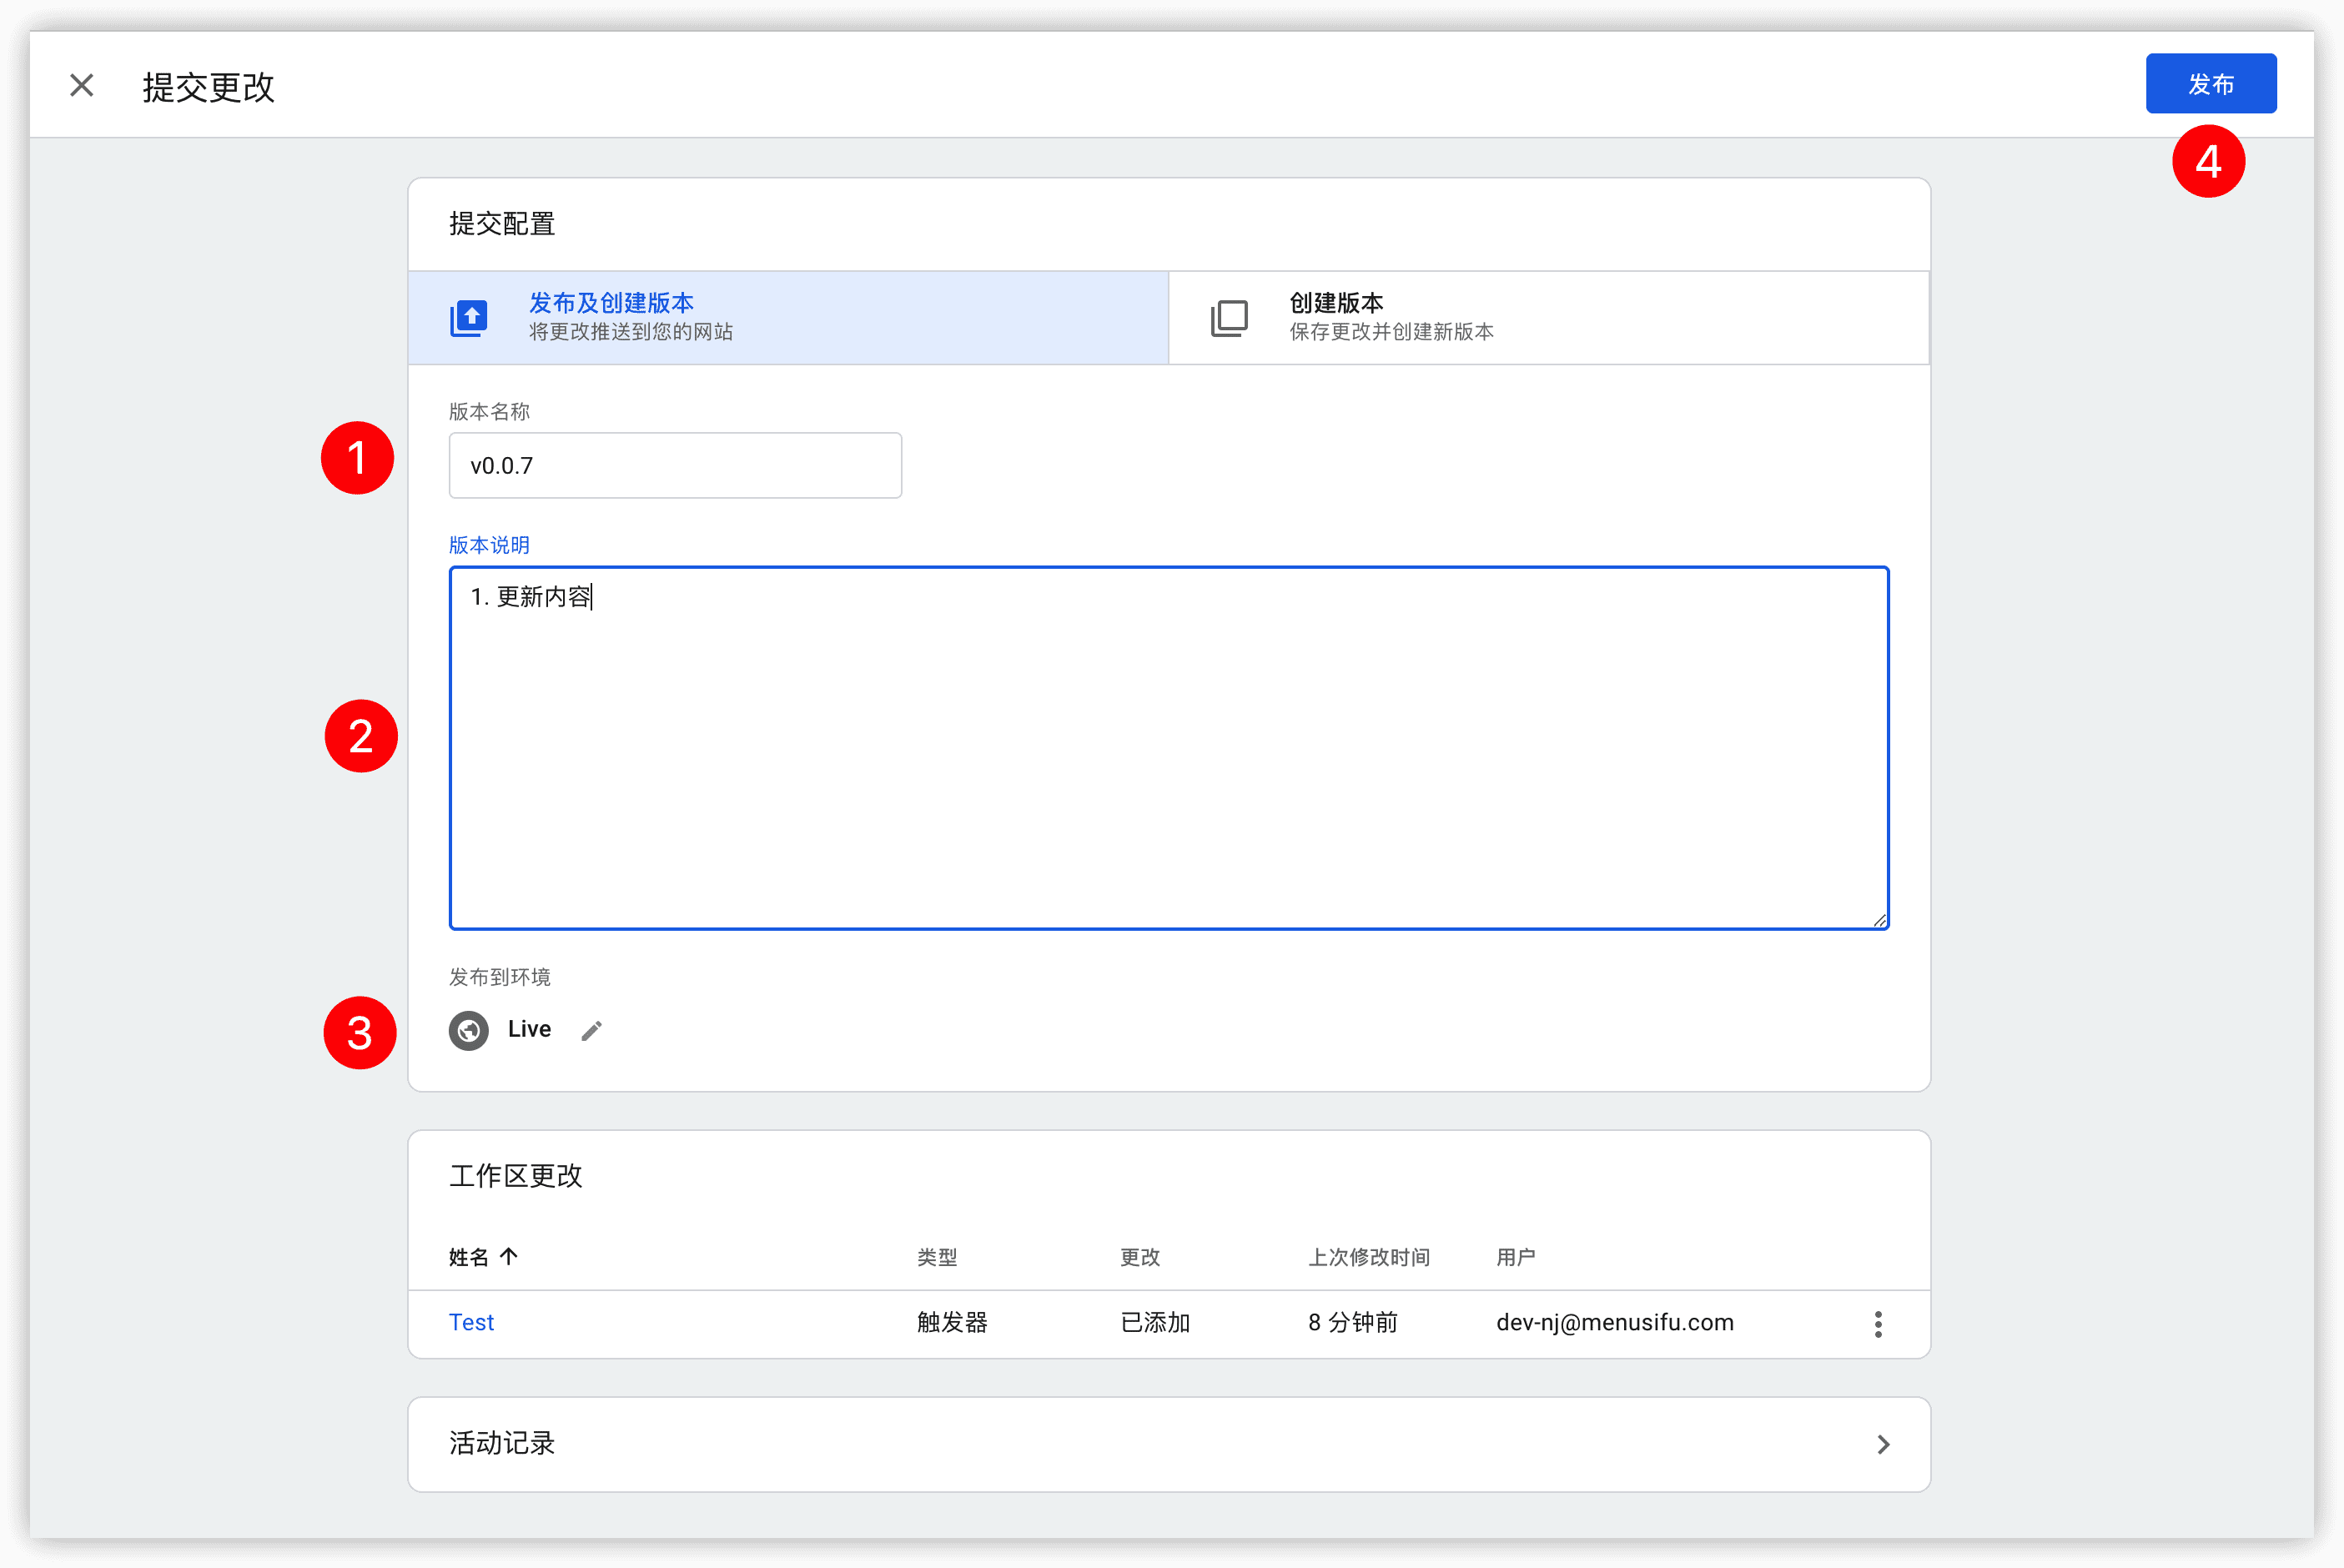 提交更改
发布
4
提交配置
发布及创建版本
将更改推送到您的网站
创建版本
保存更改并创建新版本
版本名称
1
v0.0.7
版本说明
1. 更新内容
2
发布到环境
3
Live
工作区更改
姓名 类型 更改 上次修改时间 用户
Test 触发器 已添加 8 分钟前 dev-nj@menusifu.com
活动记录